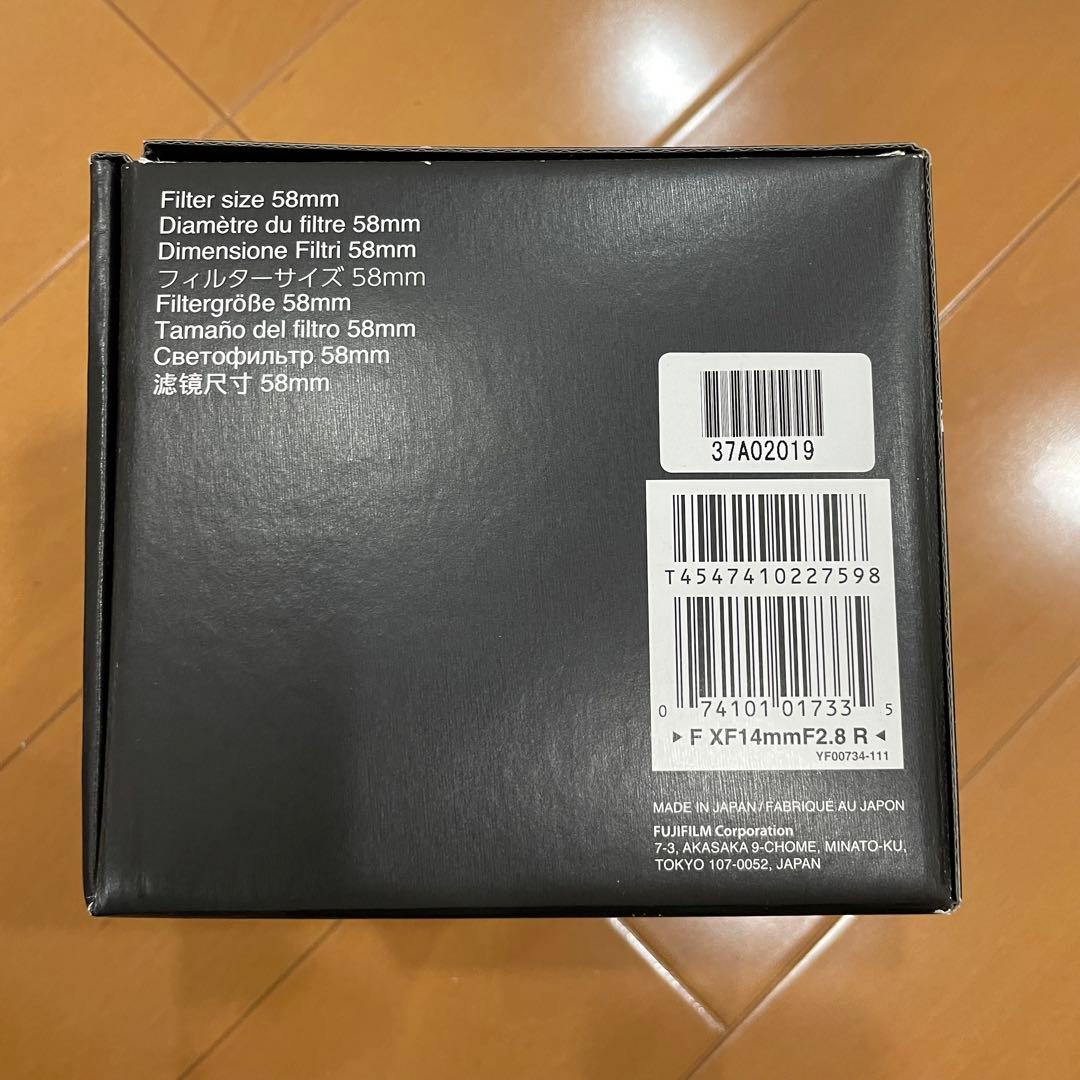 Filter size 58mm
Diamètre du filtre 58mm
Dimensione Filtri 58mm
フィルターサイズ 58mm
Filtergröße 58mm
Tamaño del filtro 58mm
Светофильтр 58mm
滤镜尺寸 58mm
37A02019
T4547410227598
0 74101 01733 5
▶ F XF14mmF2.8 R ◀
YF00734-111
MADE IN JAPAN/FABRIQUÉ AU JAPON
FUJIFILM Corporation
7-3, AKASAKA 9-CHOME, MINATO-KU,
TOKYO 107-0052, JAPAN